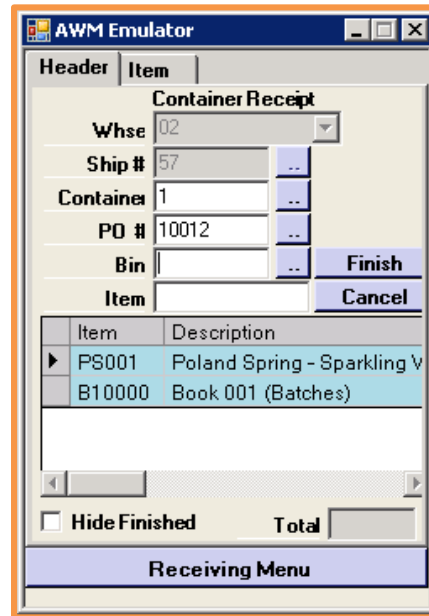 AWM Emulator
Header Item
Container Receipt
Whse 02
Ship # 57 ..
Container 1 ..
PO # 10012 ..
Bin .. Finish
Item Cancel
Item Description
PS001 Poland Spring - Sparkling
B10000 Book 001 (Batches)
Hide Finished Total
Receiving Menu